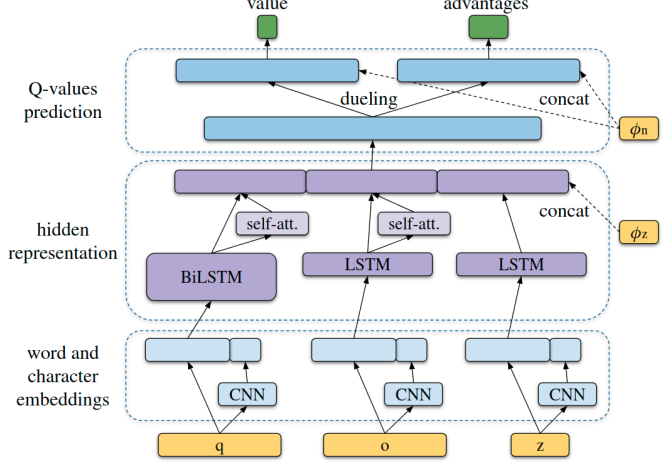 value
advantages
Q-values
prediction
dueling
concat
ϕn
hidden
representation
self-att.
self-att.
concat
ϕz
BiLSTM
LSTM
LSTM
word and
character
embeddings
CNN
CNN
CNN
q
o
z